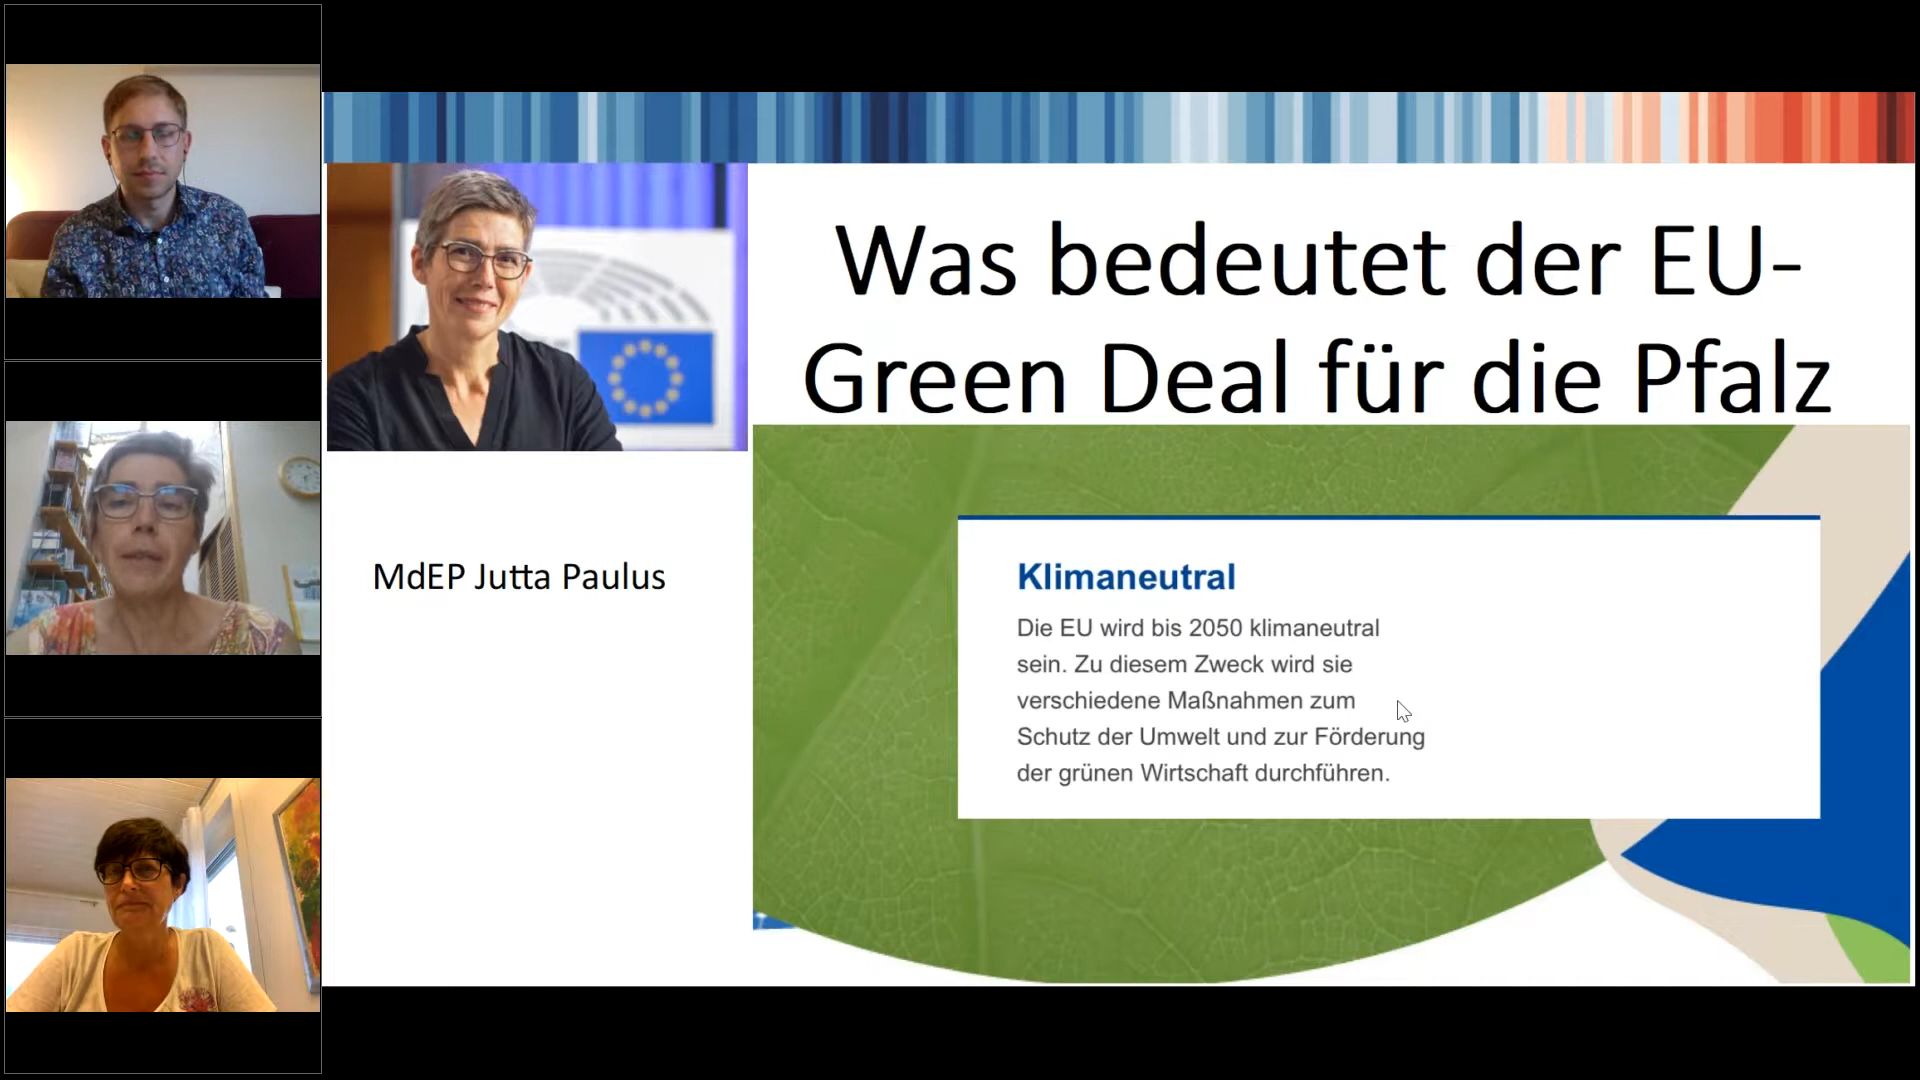 Was bedeutet der EU-
Green Deal für die Pfalz
MdEP Jutta Paulus
Klimaneutral
Die EU wird bis 2050 klimaneutral
sein. Zu diesem Zweck wird sie
verschiedene Maßnahmen zum
Schutz der Umwelt und zur Förderung
der grünen Wirtschaft durchführen.